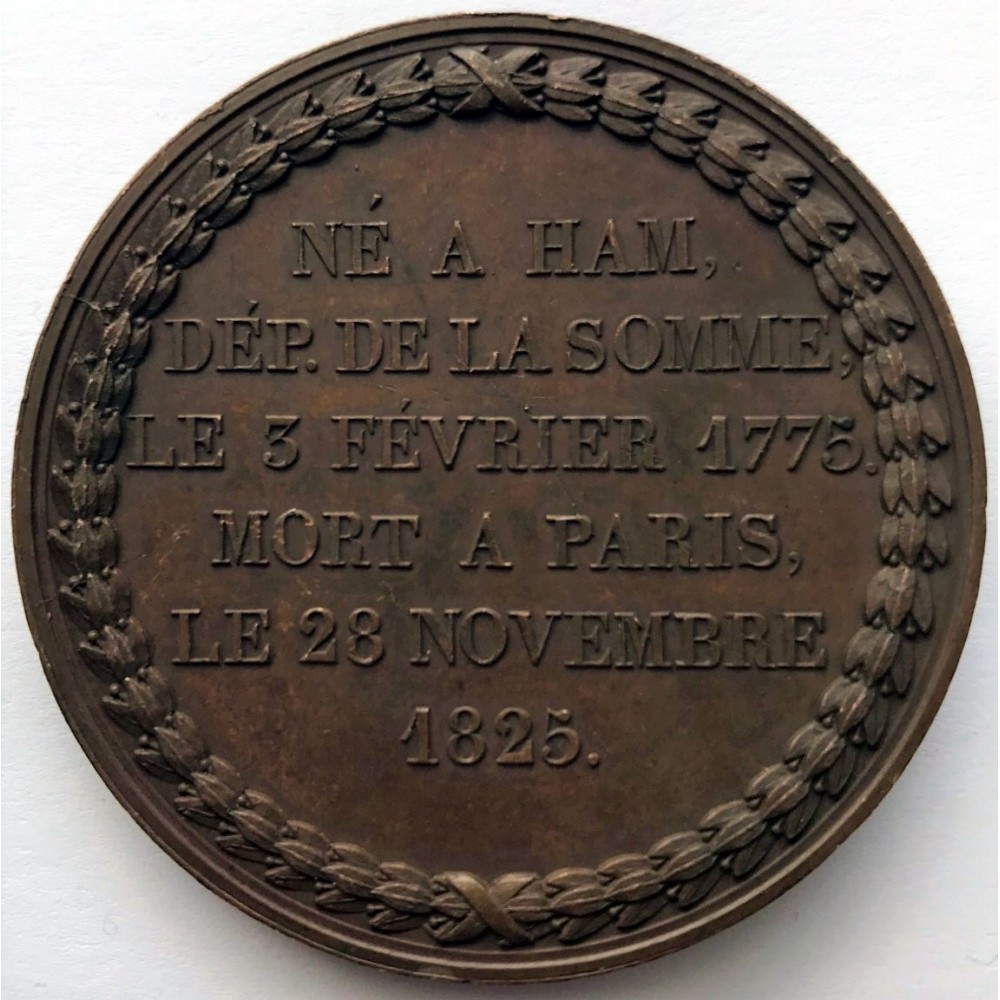 NÉ A HAM,
DÉP. DE LA SOMME,
LE 3 FÉVRIER 1775.
MORT A PARIS,
LE 28 NOVEMBRE
1825.